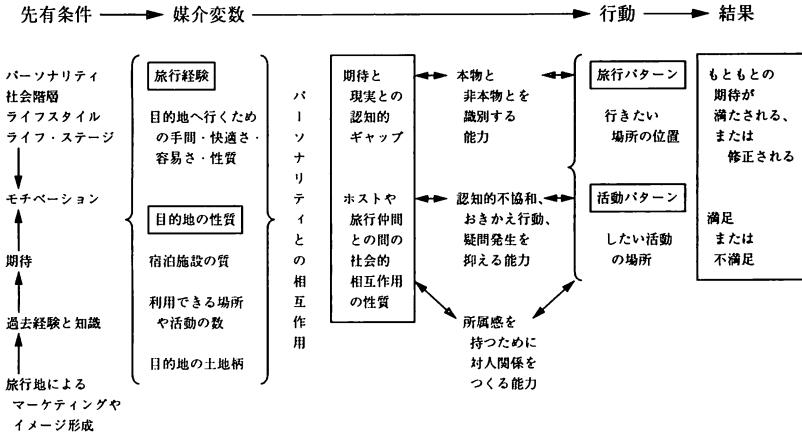 先有条件
媒介変数
行動
結果
パーソナリティ
社会階層
ライフスタイル
ライフ・ステージ
モチベーション
期待
過去経験と知識
旅行地による
マーケティングや
イメージ形成
旅行経験
目的地へ行くため
の手間・快適さ・
容易さ・性質
目的地の性質
宿泊施設の質
利用できる場所
や活動の数
目的地の土地柄
パーソナリティとの相互作用
期待と
現実との
認知的
ギャップ
ホストや
旅行仲間
との間の
社会的
相互作用
の性質
本物と
非本物とを
識別する
能力
認知的不協和、
おきかえ行動、
疑問発生を
抑える能力
所属感を
持つために
対人関係を
つくる能力
旅行パターン
行きたい
場所の位置
活動パターン
したい活動
の場所
もともとの
期待が
満たされる、
または
修正される
満足
または
不満足